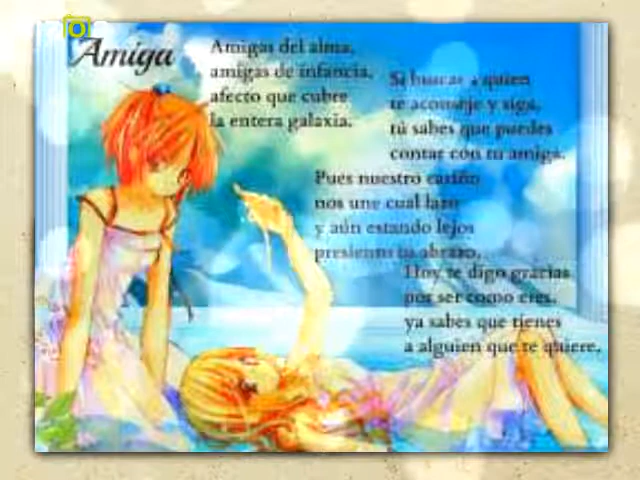 Amiga
Amigas del alma,
amigas de infancia,
afecto que cubre
la entera galaxia.
Si buscas a quien
te aconseje y siga,
tú sabes que puedes
contar con tu amiga.
Pues nuestro cariño
nos une cual lazo
y aún estando lejos
presiento tu abrazo.
Hoy te digo gracias
por ser como eres,
ya sabes que tienes
a alguien que te quiere.